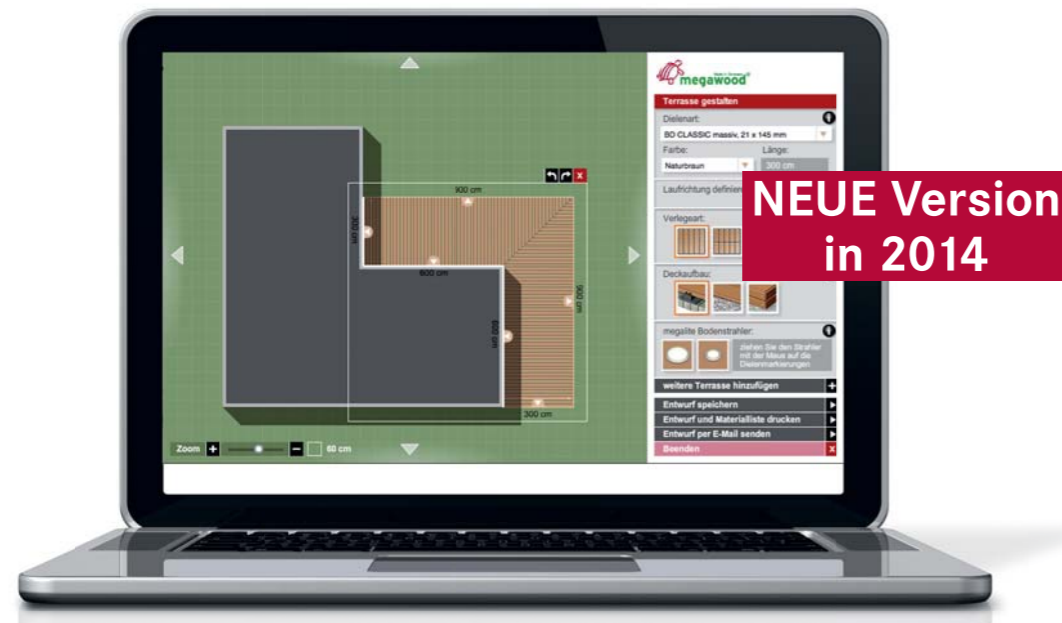 megawood
Terrasse gestalten
Dielenart:
BD CLASSIC massiv, 21 x 145 mm
Farbe: Länge:
Naturbraun 300 cm
Laufrichtung definier
NEUE Version
in 2014
Verlegeart:
Deckaufbau:
megalite Bodenstrahler:
ziehen Sie den Strahler
mit der Maus auf die
Dielenmarkierungen
weitere Terrasse hinzufügen
Entwurf speichern
Entwurf und Materialliste drucken
Entwurf per E-Mail senden
Beenden X
X
900 cm
300 cm
600 cm
900 cm
600 cm
300 cm
Zoom 60 cm